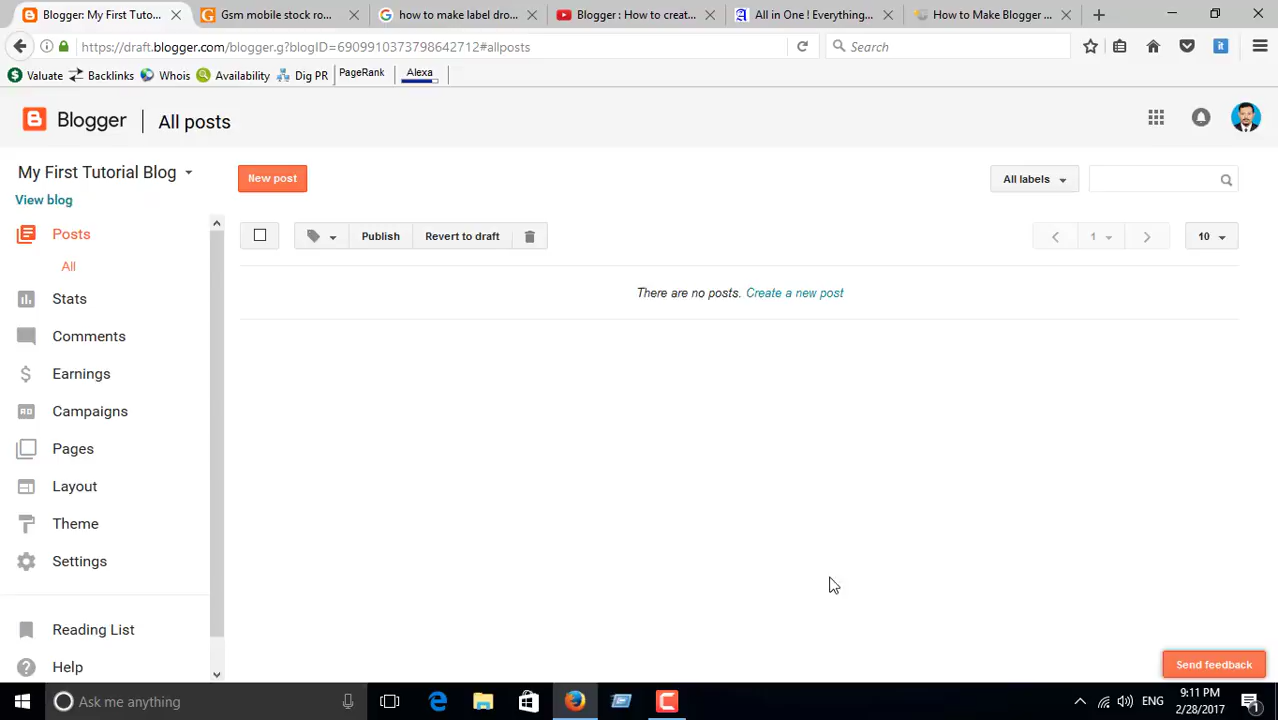 Blogger: My First Tuto...
Gsm mobile stock ro...
how to make label dro...
Blogger : How to creat...
All in One ! Everything...
How to Make Blogger ...
https://draft.blogger.com/blogger.g?blogID=6909910373798642712#allposts
Search
Valuate
Backlinks
Whois
Availability
Dig PR
PageRank
Alexa
Blogger
All posts
My First Tutorial Blog
View blog
New post
All labels
Posts
All
Publish
Revert to draft
1
10
There are no posts. Create a new post
Stats
Comments
Earnings
Campaigns
Pages
Layout
Theme
Settings
Reading List
Help
Send feedback
Ask me anything
ENG
9:11 PM
2/28/2017
1